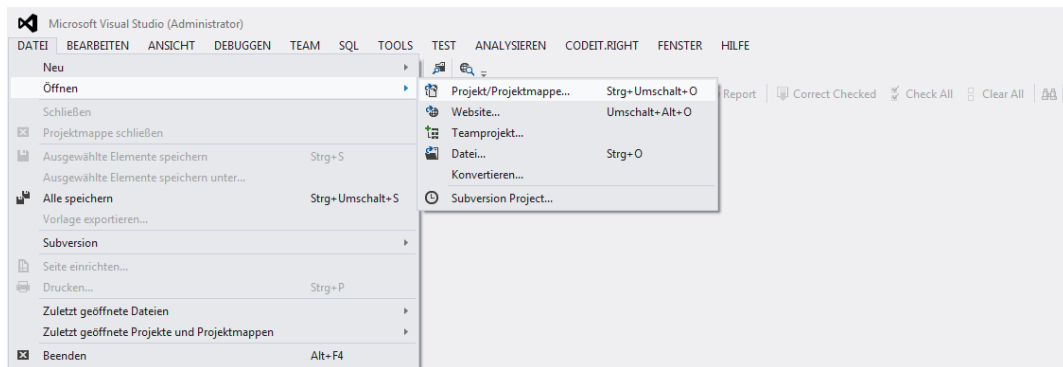 Microsoft Visual Studio (Administrator)
DATEI BEARBEITEN ANSICHT DEBUGGEN TEAM SQL TOOLS TEST ANALYSIEREN CODEIT.RIGHT FENSTER HILFE
Neu
Öffnen
Schließen
Projektmappe schließen
Ausgewählte Elemente speichern Strg+S
Ausgewählte Elemente speichern unter...
Alle speichern Strg+Umschalt+S
Vorlage exportieren...
Subversion
Seite einrichten...
Drucken... Strg+P
Zuletzt geöffnete Dateien
Zuletzt geöffnete Projekte und Projektmappen
Beenden Alt+F4
Projekt/Projektmappe... Strg+Umschalt+O
Website... Umschalt+Alt+O
Teamprojekt...
Datei... Strg+O
Konvertieren...
Subversion Project...
Report Correct Checked Check All Clear All